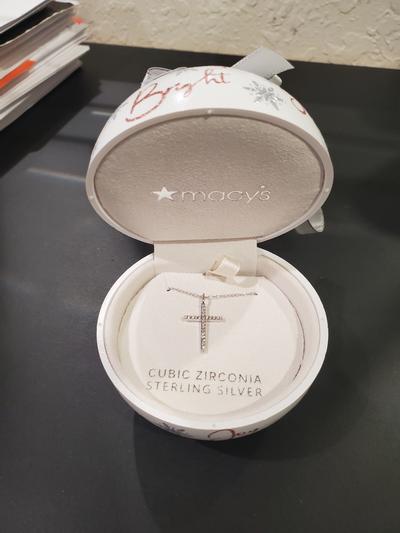 Bright
macy's
CUBIC ZIRCONIA
STERLING SILVER